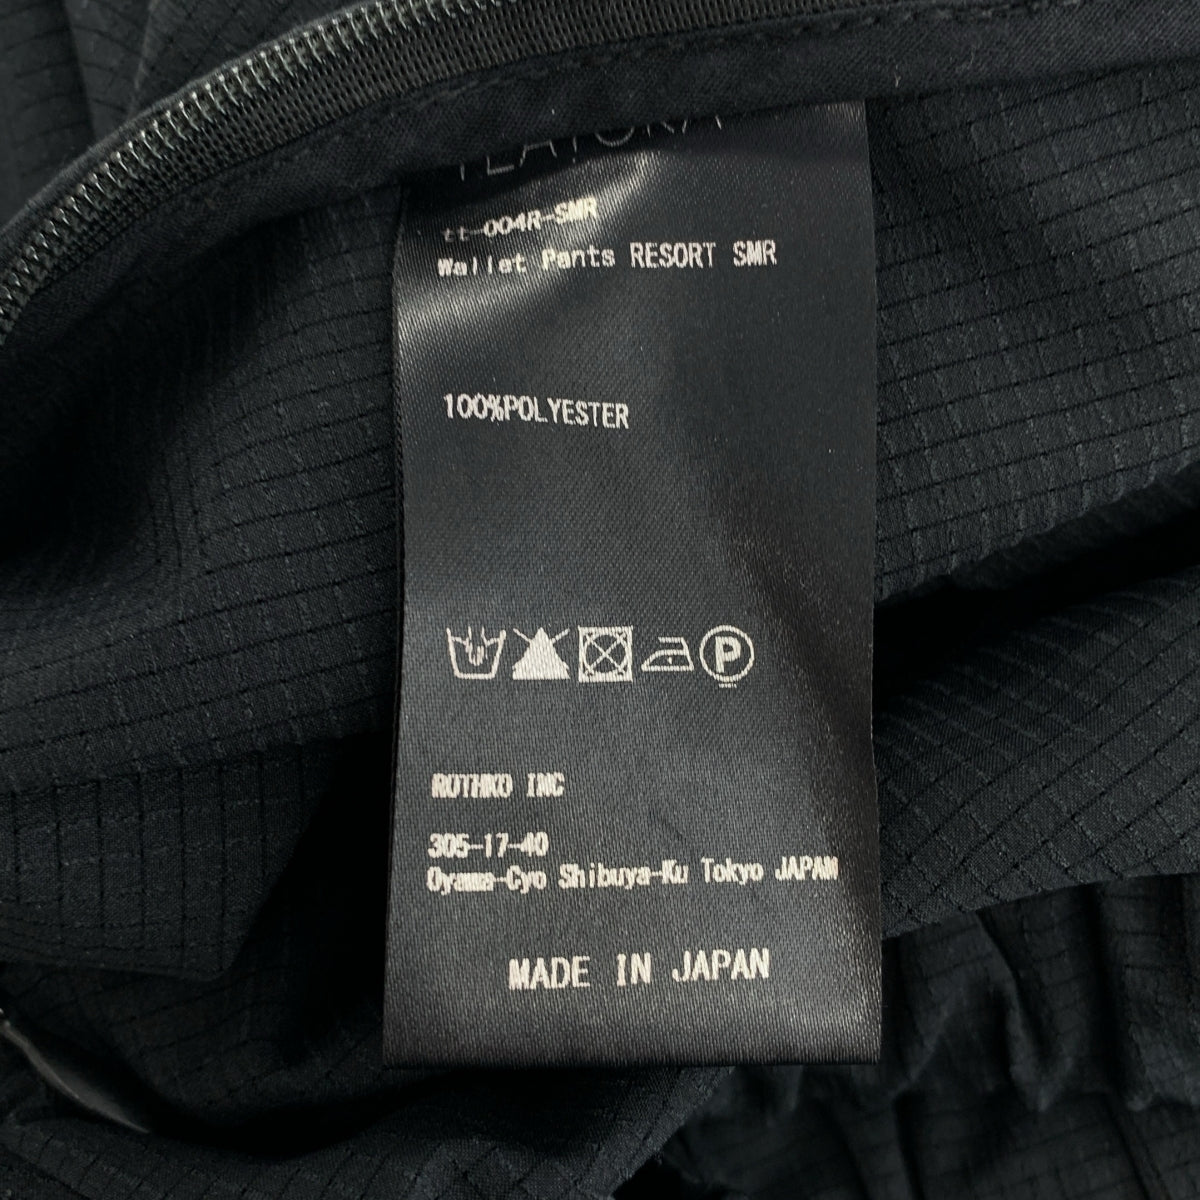 TEATORA
tt-004R-SMR
Wallet Pants RESORT SMR
100%POLYESTER
P
ROTHKO INC
305-17-40
Oyama-Cyo Shibuya-Ku Tokyo JAPAN
MADE IN JAPAN